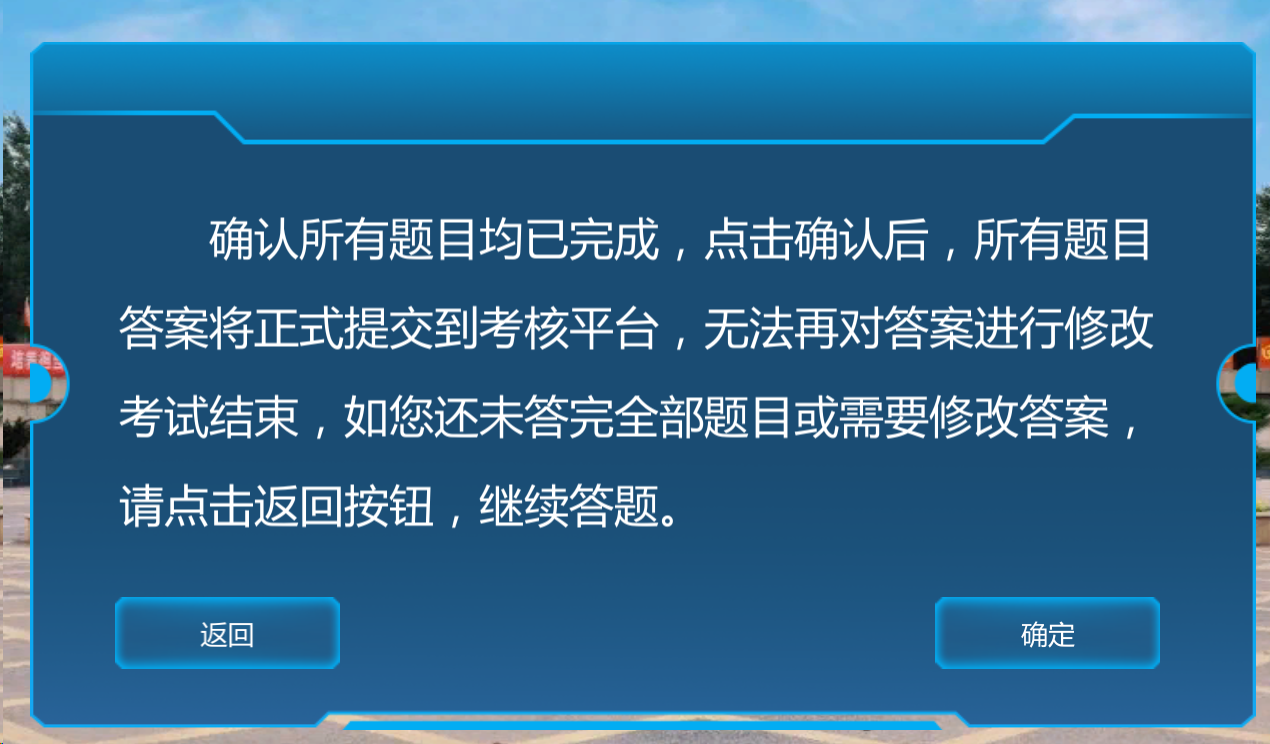 确认所有题目均已完成，点击确认后，所有题目
答案将正式提交到考核平台，无法再对答案进行修改
考试结束，如您还未答完全部题目或需要修改答案，
请点击返回按钮，继续答题。
返回
确定